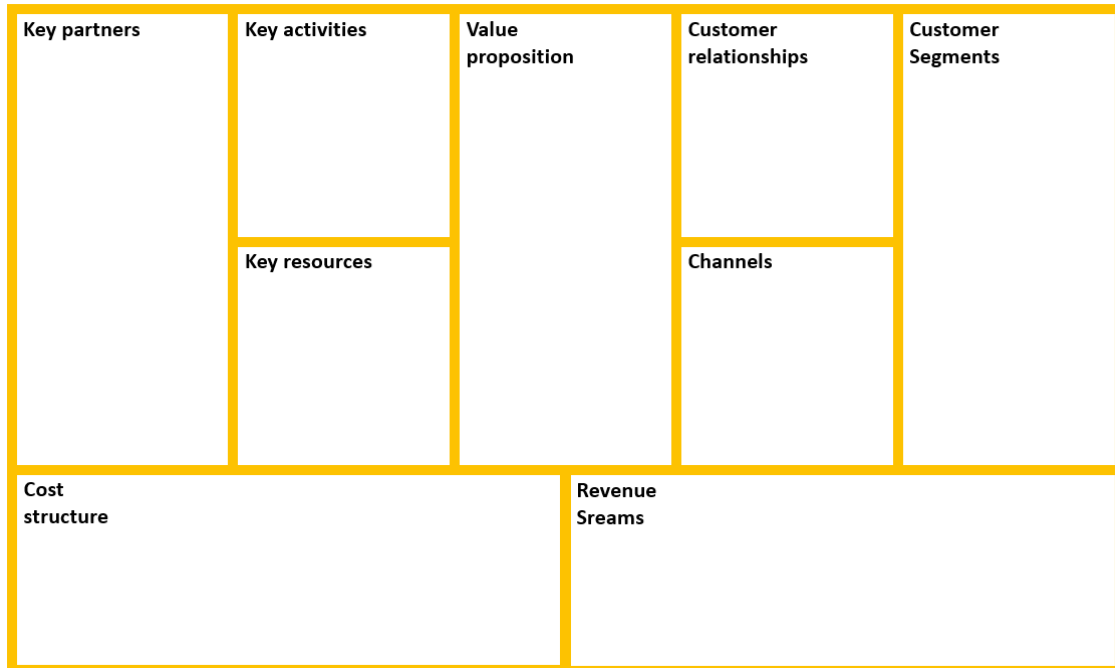 Key partners
Key activities
Value
proposition
Customer
relationships
Customer
Segments
Key resources
Channels
Cost
structure
Revenue
Sreams